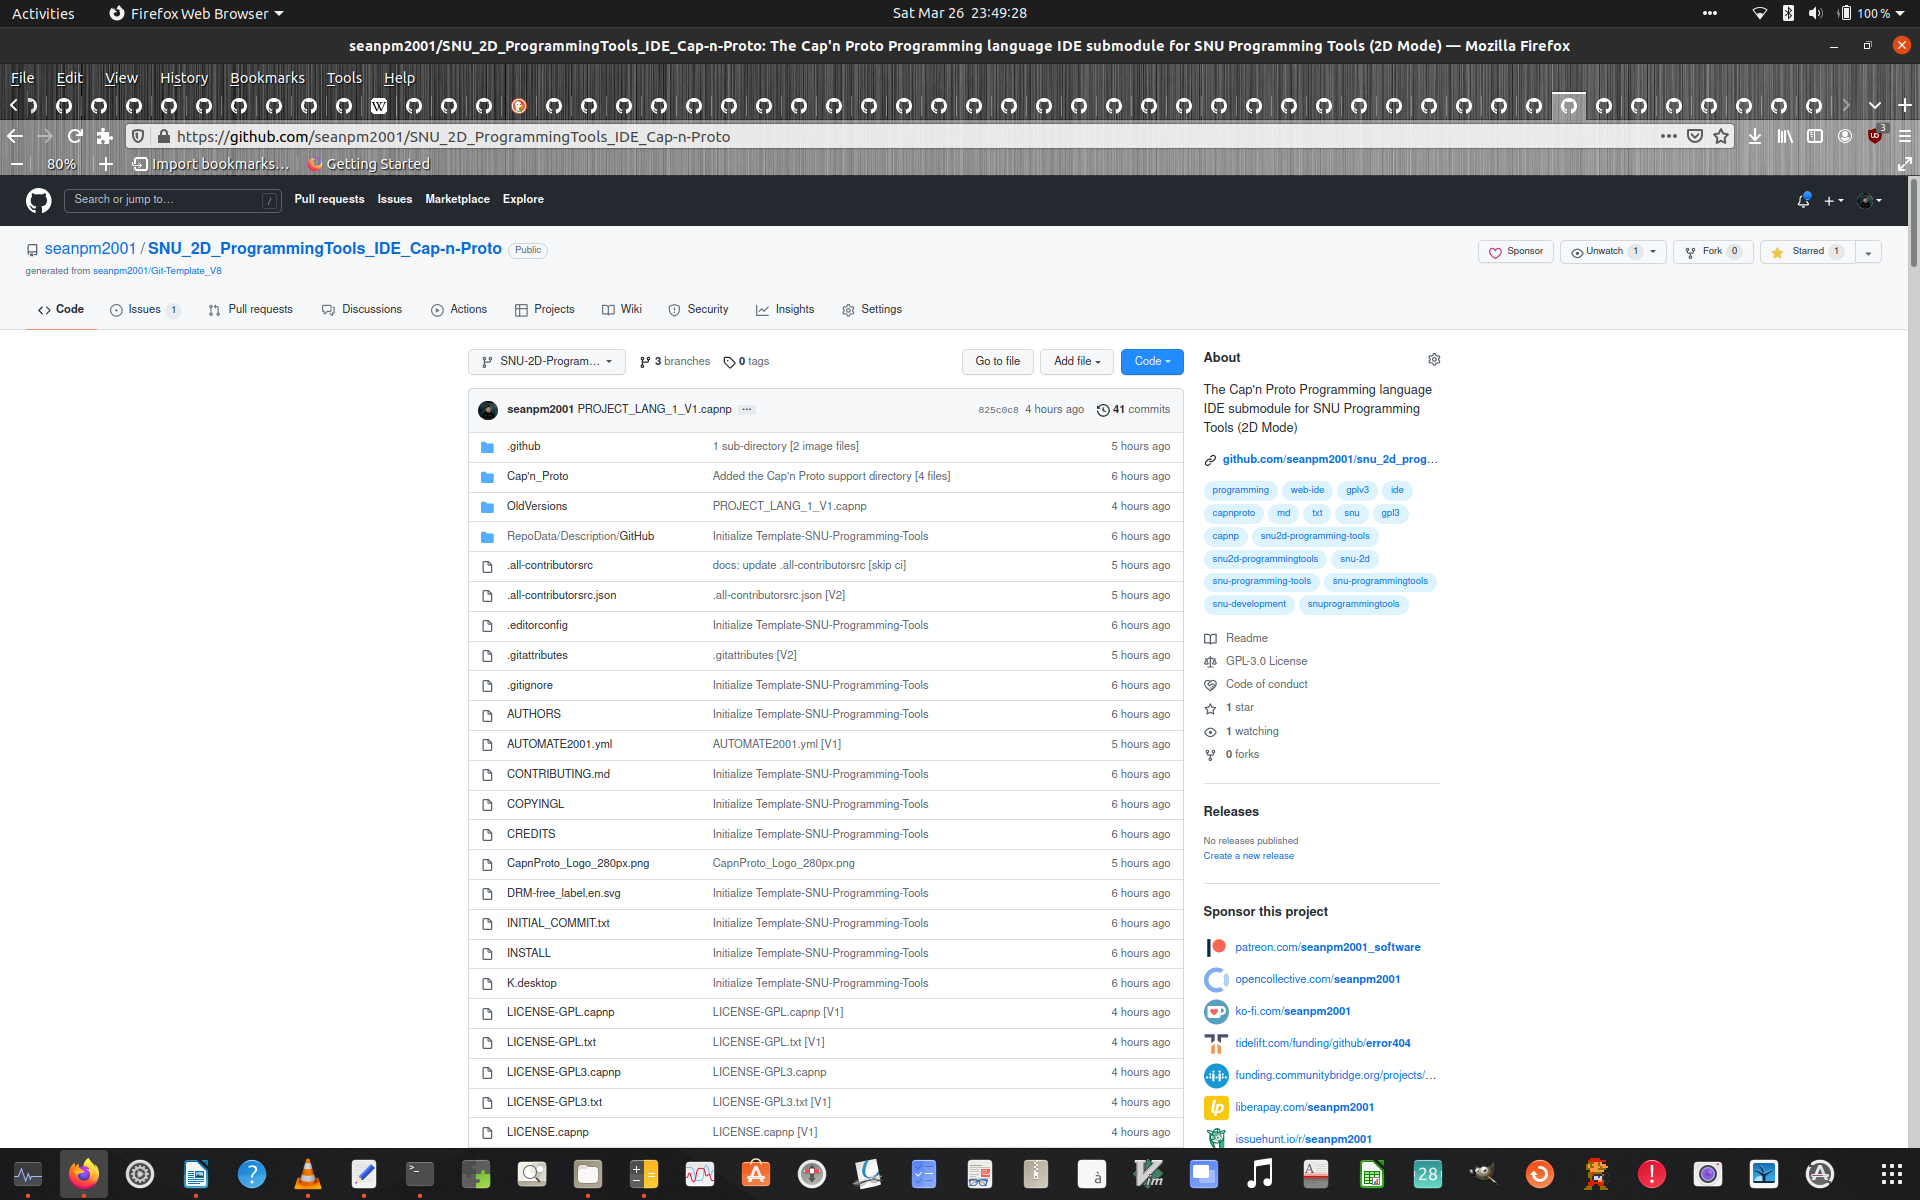 Activities
Firefox Web Browser
Sat Mar 26 23:49:28
100 %
seanpm2001/SNU_2D_ProgrammingTools_IDE_Cap-n-Proto: The Cap'n Proto Programming language IDE submodule for SNU Programming Tools (2D Mode) — Mozilla Firefox
File Edit View History Bookmarks Tools Help
https://github.com/seanpm2001/SNU_2D_ProgrammingTools_IDE_Cap-n-Proto
3
80%
Import bookmarks...
Getting Started
Search or jump to...
/
Pull requests Issues Marketplace Explore
seanpm2001 / SNU_2D_ProgrammingTools_IDE_Cap-n-Proto Public
Sponsor
Unwatch 1
Fork 0
Starred 1
generated from seanpm2001/Git-Template_V8
Code
Issues 1
Pull requests
Discussions
Actions
Projects
Wiki
Security
Insights
Settings
SNU-2D-Program...
3 branches
0 tags
Go to file
Add file
Code
seanpm2001 PROJECT_LANG_1_V1.capnp ...
825c0c8 4 hours ago 41 commits
.github 1 sub-directory [2 image files] 5 hours ago
Cap'n_Proto Added the Cap'n Proto support directory [4 files] 6 hours ago
OldVersions PROJECT_LANG_1_V1.capnp 4 hours ago
RepoData/Description/GitHub Initialize Template-SNU-Programming-Tools 6 hours ago
.all-contributorsrc docs: update .all-contributorsrc [skip ci] 5 hours ago
.all-contributorsrc.json .all-contributorsrc.json [V2] 5 hours ago
.editorconfig Initialize Template-SNU-Programming-Tools 6 hours ago
.gitattributes .gitattributes [V2] 5 hours ago
.gitignore Initialize Template-SNU-Programming-Tools 6 hours ago
AUTHORS Initialize Template-SNU-Programming-Tools 6 hours ago
AUTOMATE2001.yml AUTOMATE2001.yml [V1] 5 hours ago
CONTRIBUTING.md Initialize Template-SNU-Programming-Tools 6 hours ago
COPYINGL Initialize Template-SNU-Programming-Tools 6 hours ago
CREDITS Initialize Template-SNU-Programming-Tools 6 hours ago
CapnProto_Logo_280px.png CapnProto_Logo_280px.png 5 hours ago
DRM-free_label.en.svg Initialize Template-SNU-Programming-Tools 6 hours ago
INITIAL_COMMIT.txt Initialize Template-SNU-Programming-Tools 6 hours ago
INSTALL Initialize Template-SNU-Programming-Tools 6 hours ago
K.desktop Initialize Template-SNU-Programming-Tools 6 hours ago
LICENSE-GPL.capnp LICENSE-GPL.capnp [V1] 4 hours ago
LICENSE-GPL.txt LICENSE-GPL.txt [V1] 4 hours ago
LICENSE-GPL3.capnp LICENSE-GPL3.capnp 4 hours ago
LICENSE-GPL3.txt LICENSE-GPL3.txt [V1] 4 hours ago
LICENSE.capnp LICENSE.capnp [V1] 4 hours ago
About
The Cap'n Proto Programming language
IDE submodule for SNU Programming
Tools (2D Mode)
github.com/seanpm2001/snu_2d_prog...
programming web-ide gplv3 ide
capnproto md txt snu gpl3
capnp snu2d-programming-tools
snu2d-programmingtools snu-2d
snu-programming-tools snu-programmingtools
snu-development snuprogrammingtools
Readme
GPL-3.0 License
Code of conduct
1 star
1 watching
0 forks
Releases
No releases published
Create a new release
Sponsor this project
patreon.com/seanpm2001_software
opencollective.com/seanpm2001
ko-fi.com/seanpm2001
tidelift.com/funding/github/error404
funding.communitybridge.org/projects/...
liberapay.com/seanpm2001
issuehunt.io/r/seanpm2001
28